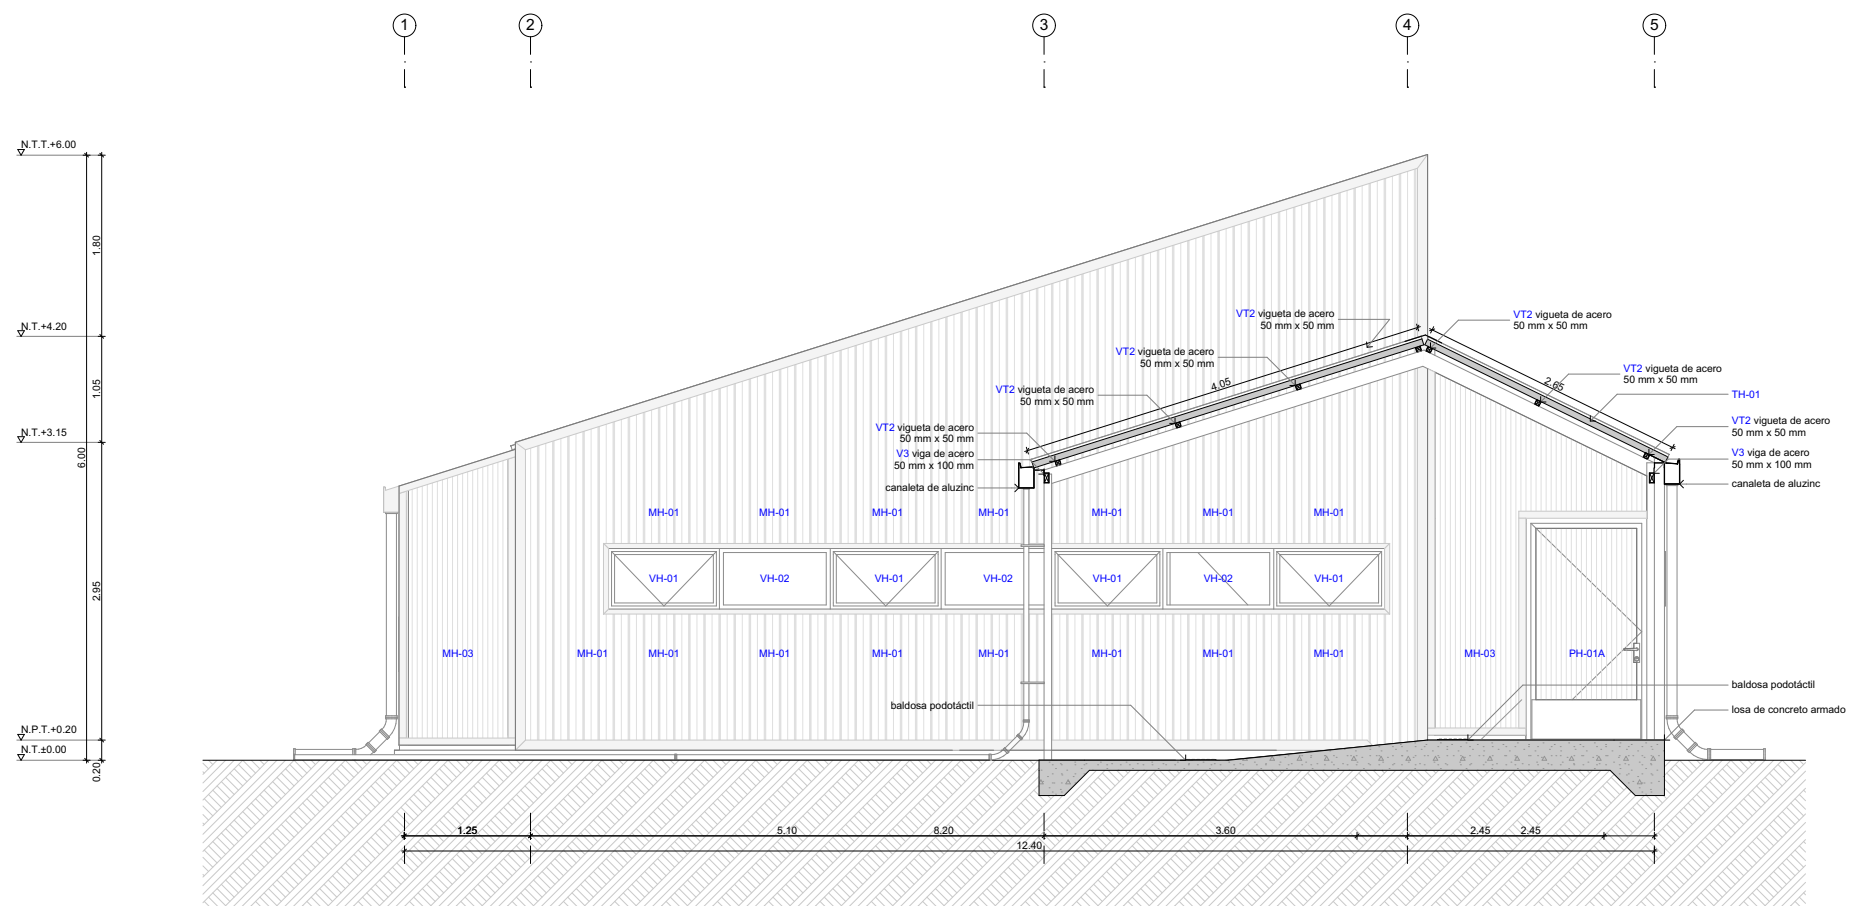 1 2 3 4 5
N.T.T.+6.00
1.80
N.T.+4.20
1.05
N.T.+3.15
6.00
2.95
N.P.T.+0.20
N.T.±0.00
0.20
VT2 vigueta de acero
50 mm x 50 mm
VT2 vigueta de acero
50 mm x 50 mm
VT2 vigueta de acero
50 mm x 50 mm
VT2 vigueta de acero
50 mm x 50 mm
V3 viga de acero
50 mm x 100 mm
canaleta de aluzinc
4.05
2.65
VT2 vigueta de acero
50 mm x 50 mm
VT2 vigueta de acero
50 mm x 50 mm
TH-01
VT2 vigueta de acero
50 mm x 50 mm
V3 viga de acero
50 mm x 100 mm
canaleta de aluzinc
MH-01 MH-01 MH-01 MH-01 MH-01 MH-01 MH-01
VH-01 VH-02 VH-01 VH-02 VH-01 VH-02 VH-01
MH-03 MH-01 MH-01 MH-01 MH-01 MH-01 MH-01 MH-01 MH-01 MH-03 PH-01A
baldosa podotáctil
baldosa podotáctil
losa de concreto armado
1.25 5.10 8.20 3.60 2.45 2.45
12.40